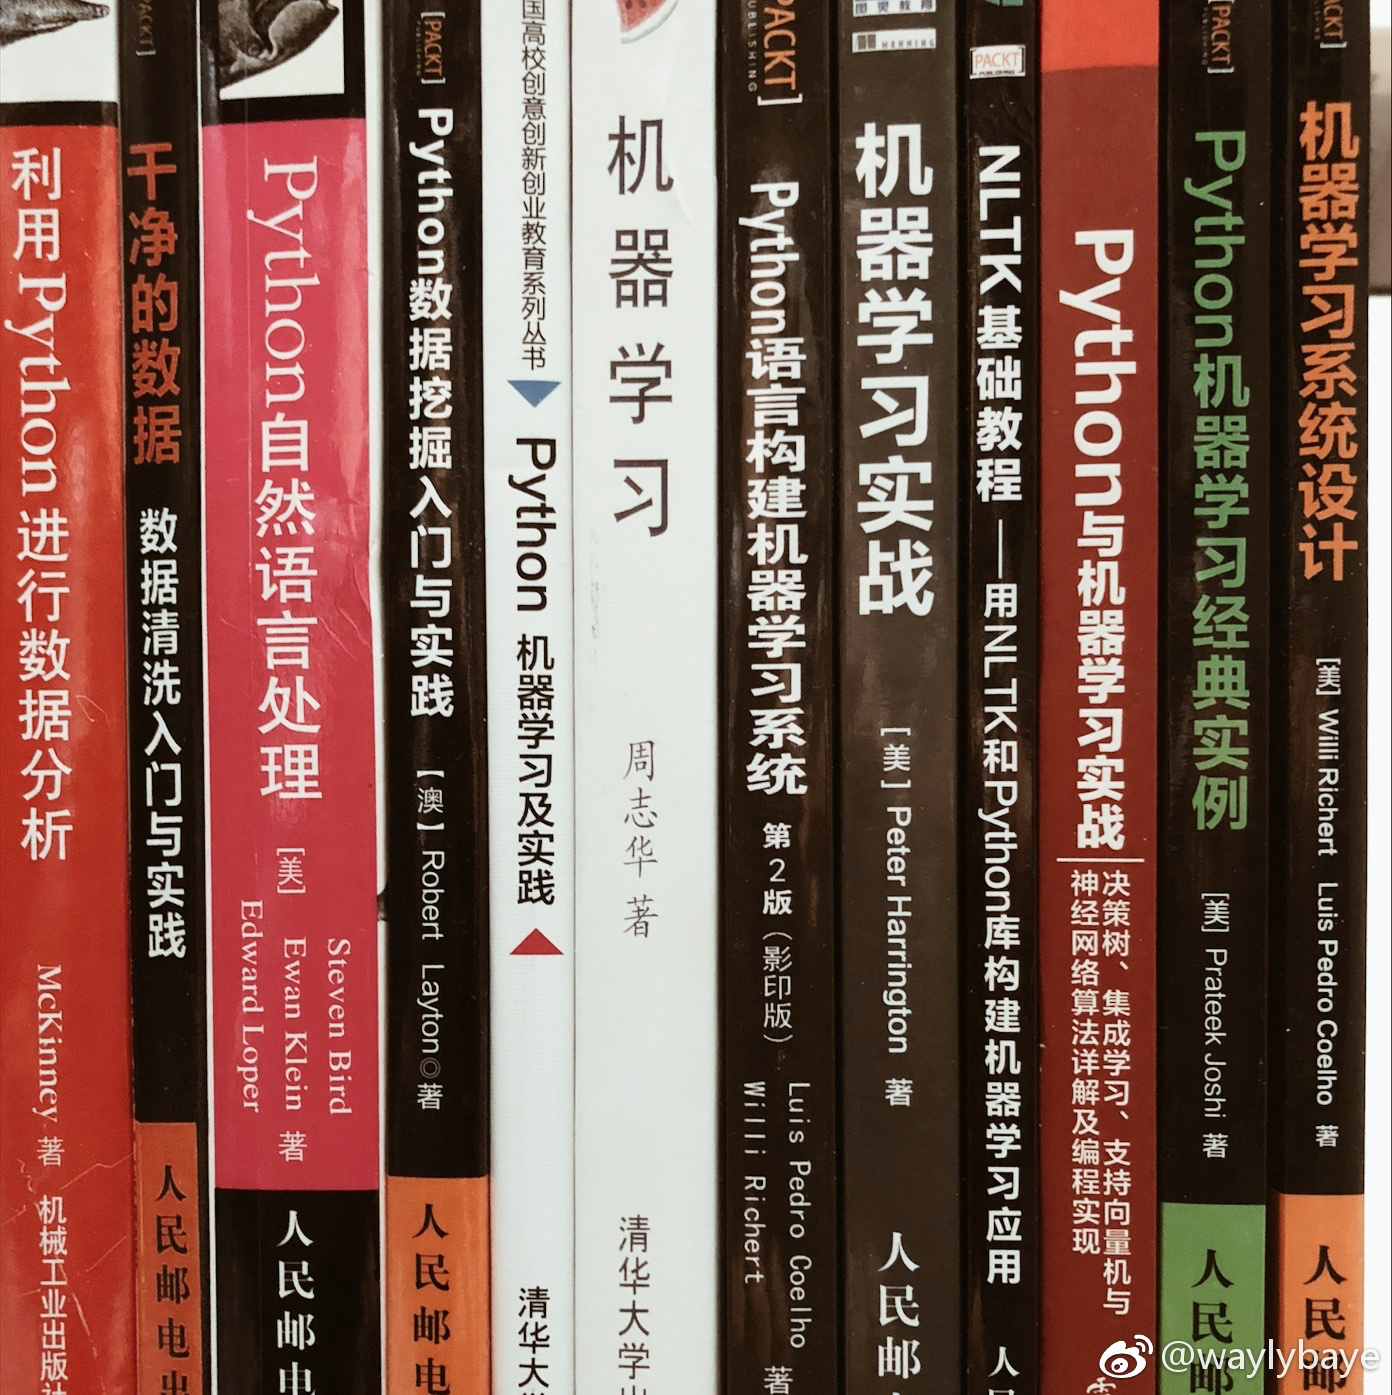 利用Python进行数据分析
McKinney 著
机械工业出版社
PACKT
干净的数据
数据清洗入门与实践
人民邮电出
Python自然语言处理
[美]
Steven Bird
Ewan Klein
Edward Loper
著
人民邮电
[PACKT]
PUBLISHING
Python数据挖掘入门与实践
【澳】Robert Layton◎著
人民邮电
国高校创意创新创业教育系列丛书
Python 机器学习及实践
清华大学
机器学习
周志华 著
清华大学出
PACKT]
PUBLISHING
Python语言构建机器学习系统
第2版(影印版)
Luis Pedro Coelho
Willi Richert
著
图灵教育
MANNING
机器学习实战
[美] Peter Harrington 著
人民邮
PACKT
PUBLISHING
NLTK基础教程——用NLTK和Python库构建机器学习应用
人民
Python与机器学习实战
决策树、集成学习、支持向量机与
神经网络算法详解及编程实现
PACKT]
PUBLISHING
Python机器学习经典实例
[美] Prateek Joshi 著
人民邮
PACKT]
机器学习系统设计
[美] Willi Richert Luis Pedro Coelho 著
人民邮
@waylybaye